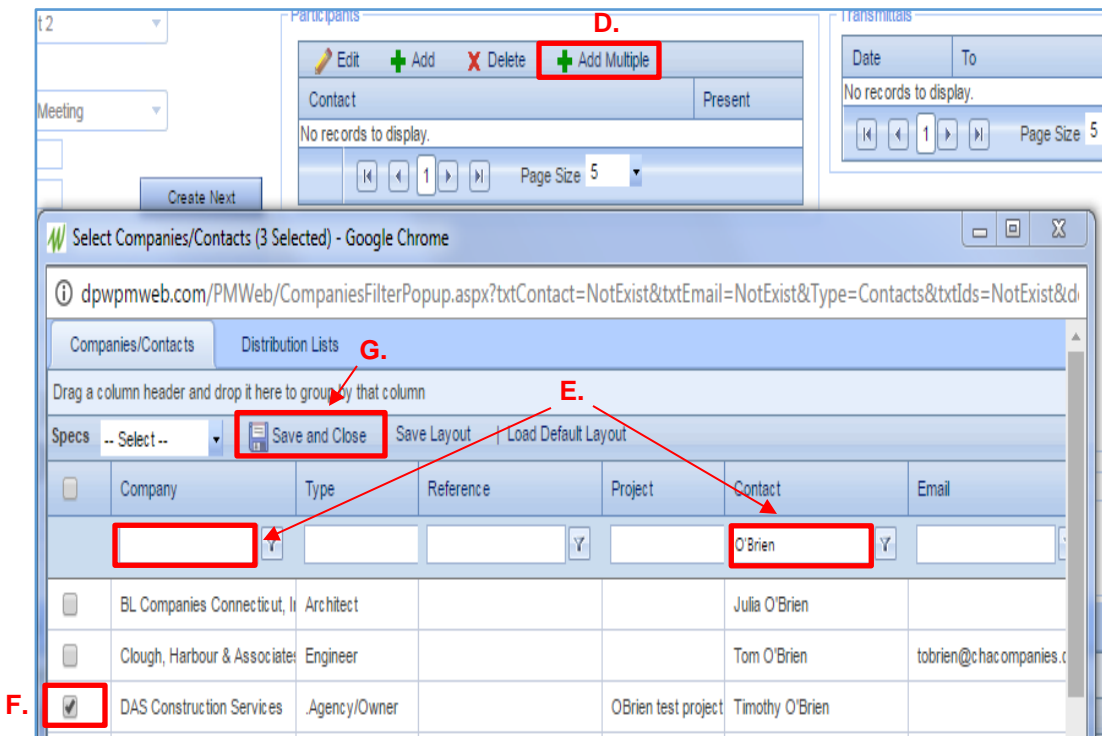 t 2
Participants
D.
Transmittals
Edit Add Delete Add Multiple
Date To
Contact Present
No records to display.
Meeting
No records to display.
1 Page Size 5
1 Page Size 5
Create Next
Select Companies/Contacts (3 Selected) - Google Chrome
dpwpmweb.com/PMWeb/CompaniesFilterPopup.aspx?txtContact=NotExist&txtEmail=NotExist&Type=Contacts&txtIds=NotExist&d
Companies/Contacts Distribution Lists
G.
Drag a column header and drop it here to group by that column
E.
Specs -- Select -- Save and Close Save Layout | Load Default Layout
Company Type Reference Project Contact Email
O'Brien
BL Companies Connecticut, I Architect Julia O'Brien
Clough, Harbour & Associates Engineer Tom O'Brien tobrien@chacompanies.c
F.
DAS Construction Services .Agency/Owner OBrien test project Timothy O'Brien